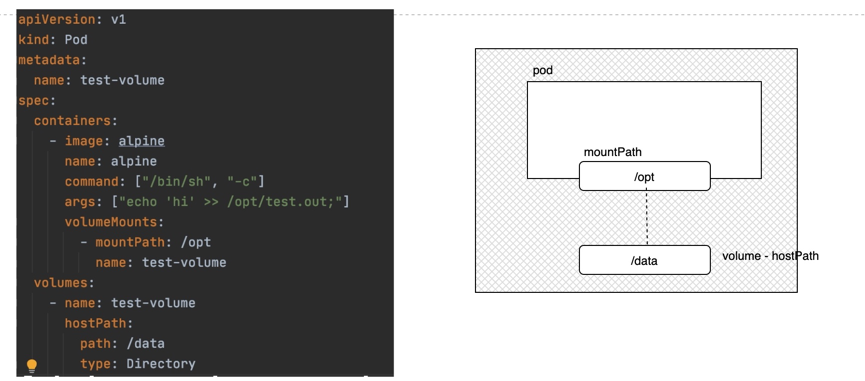 apiVersion: v1
kind: Pod
metadata:
  name: test-volume
spec:
  containers:
    - image: alpine
      name: alpine
      command: ["/bin/sh", "-c"]
      args: ["echo 'hi' >> /opt/test.out;"]
      volumeMounts:
        - mountPath: /opt
          name: test-volume
  volumes:
    - name: test-volume
      hostPath:
        path: /data
        type: Directory
pod
mountPath
/opt
/data
volume - hostPath